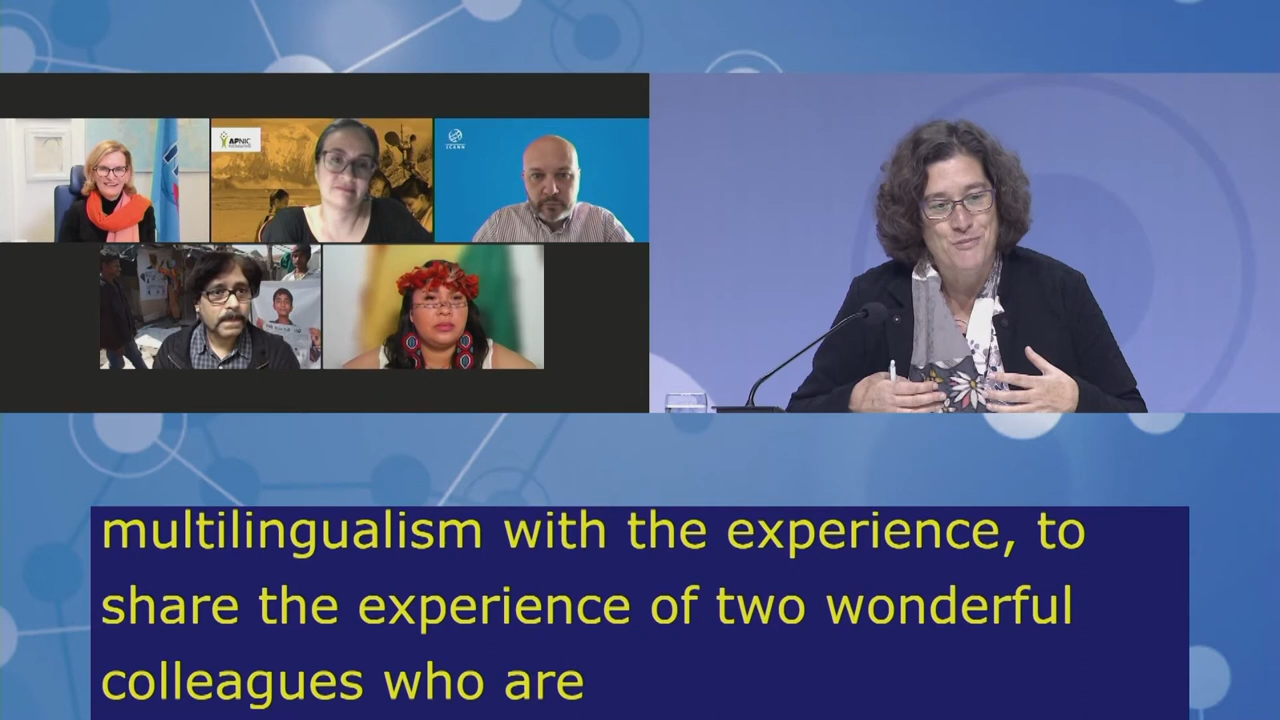 APNIC
ICANN
multilingualism with the experience, to
share the experience of two wonderful
colleagues who are